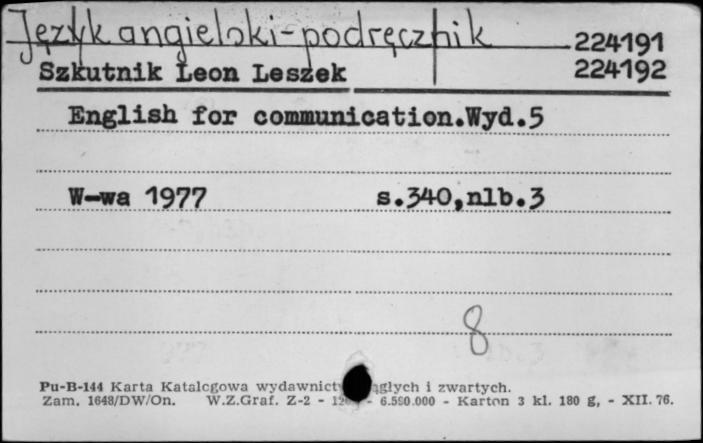 Język angielski-podręcznik 224191
Szkutnik Leon Leszek 224192
English for communication.Wyd.5
W-wa 1977 s.340,nlb.3
8
Pu-B-144 Karta Katalogowa wydawnict głych i zwartych.
Zam. 1648/DW/On. W.Z.Graf. Z-2 - - 6.590.000 - Karton 3 kl. 180 g, - XII. 76.